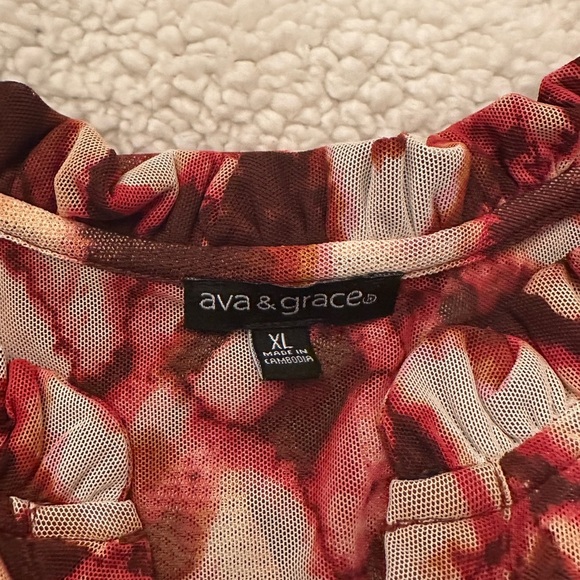 ava & grace
XL
MADE IN
CAMBODIA